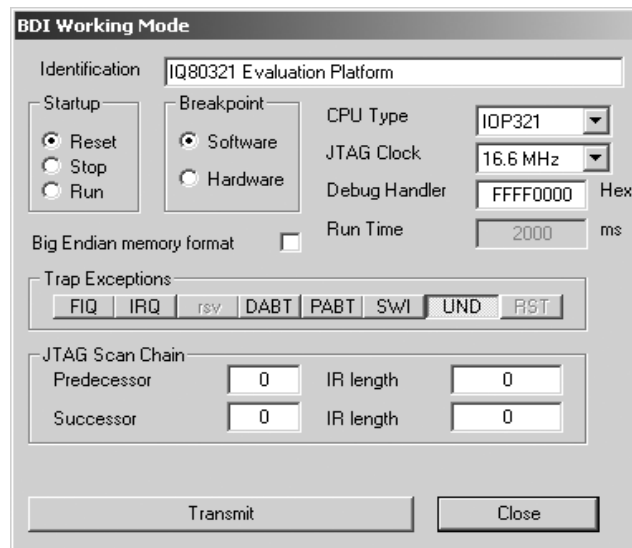 BDI Working Mode
Identification IQ80321 Evaluation Platform
Startup
Reset
Stop
Run
Breakpoint
Software
Hardware
CPU Type IOP321
JTAG Clock 16.6 MHz
Debug Handler FFFF0000 Hex
Run Time 2000 ms
Big Endian memory format
Trap Exceptions
FIQ IRQ rsv DABT PABT SWI UND RST
JTAG Scan Chain
Predecessor 0 IR length 0
Successor 0 IR length 0
Transmit Close